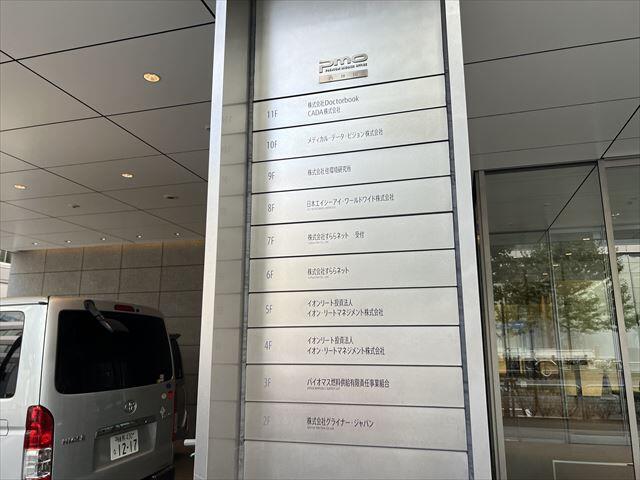 PMO
PREMIUM MIDSIZE OFFICE
11F 株式会社Doctorbook
CADA株式会社
10F メディカル・データ・ビジョン株式会社
9F 株式会社住環境研究所
8F 日本エイシーアイ・ワールドワイド株式会社
7F 株式会社すららネット 受付
6F 株式会社すららネット
5F イオンリート投資法人
イオン・リートマネジメント株式会社
4F イオンリート投資法人
イオン・リートマネジメント株式会社
3F バイオマス燃料供給有限責任事業組合
2F 株式会社グライナー・ジャパン
HIACE
12-17